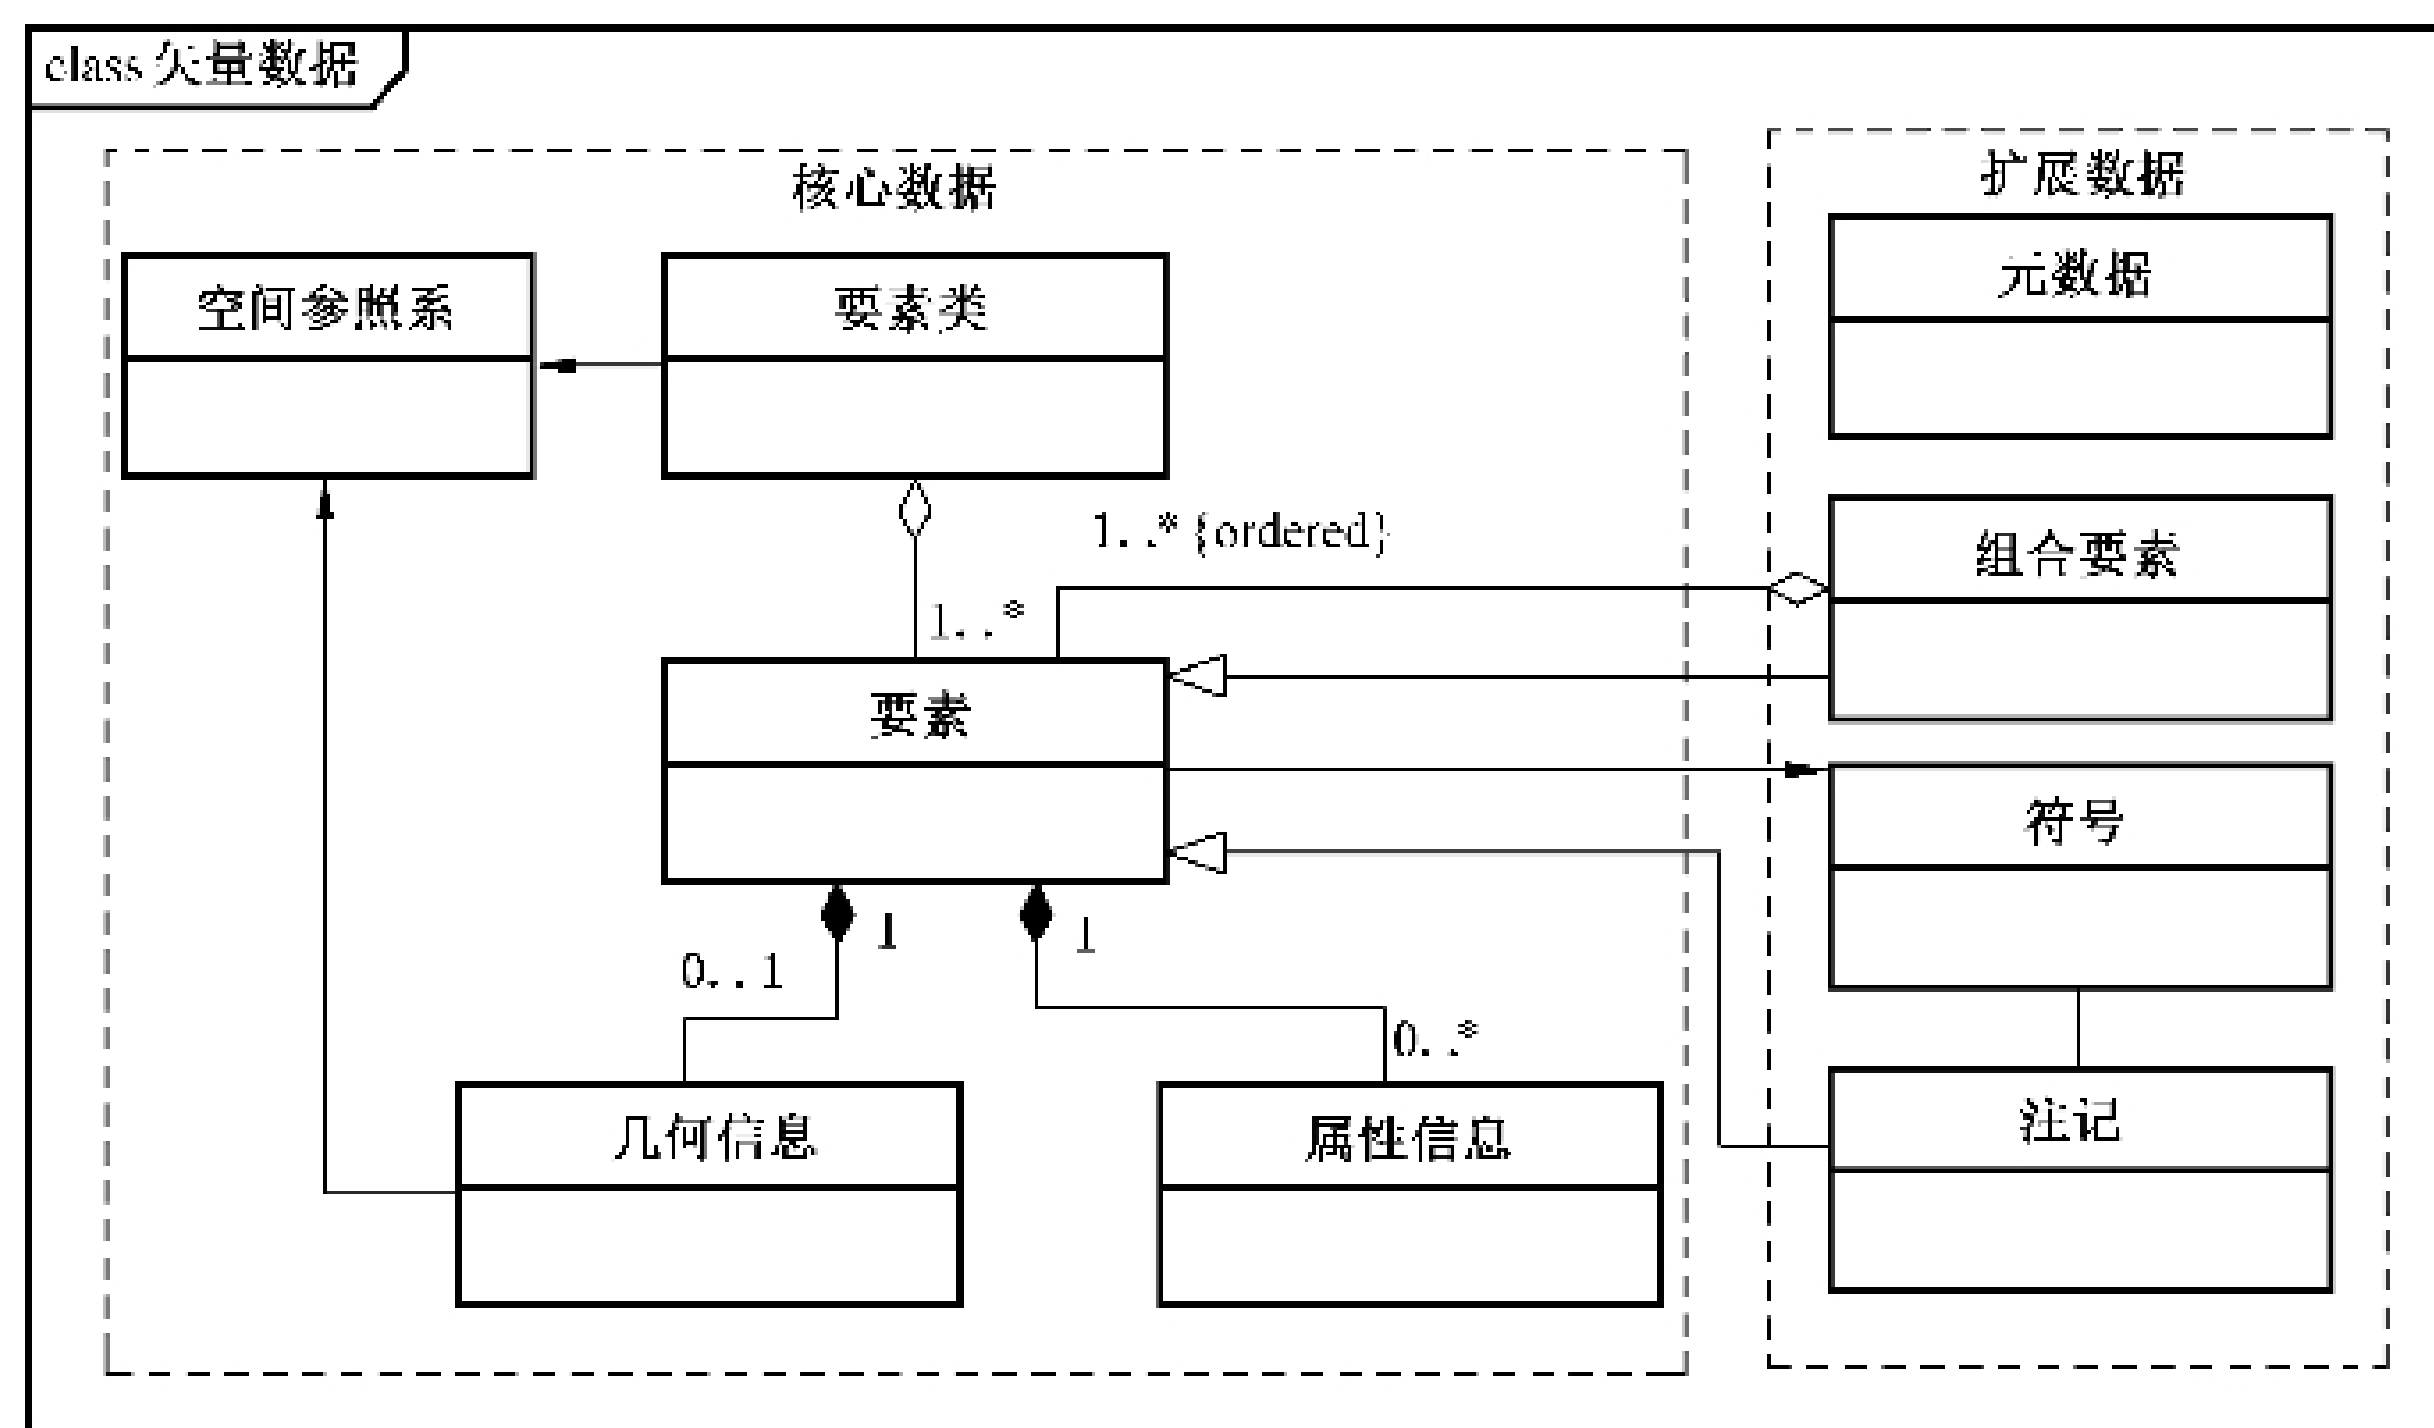 class 矢量数据
核心数据
扩展数据
空间参照系
要素类
元数据
1..* {ordered}
组合要素
1..*
要素
符号
1
1
0..1
0..*
几何信息
属性信息
注记